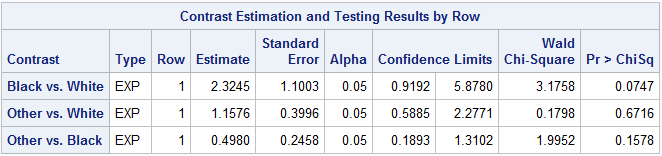 Contrast Estimation and Testing Results by Row
Contrast Type Row Estimate Standard Error Alpha Confidence Limits Wald Chi-Square Pr > ChiSq
Black vs. White EXP 1 2.3245 1.1003 0.05 0.9192 5.8780 3.1758 0.0747
Other vs. White EXP 1 1.1576 0.3996 0.05 0.5885 2.2771 0.1798 0.6716
Other vs. Black EXP 1 0.4980 0.2458 0.05 0.1893 1.3102 1.9952 0.1578